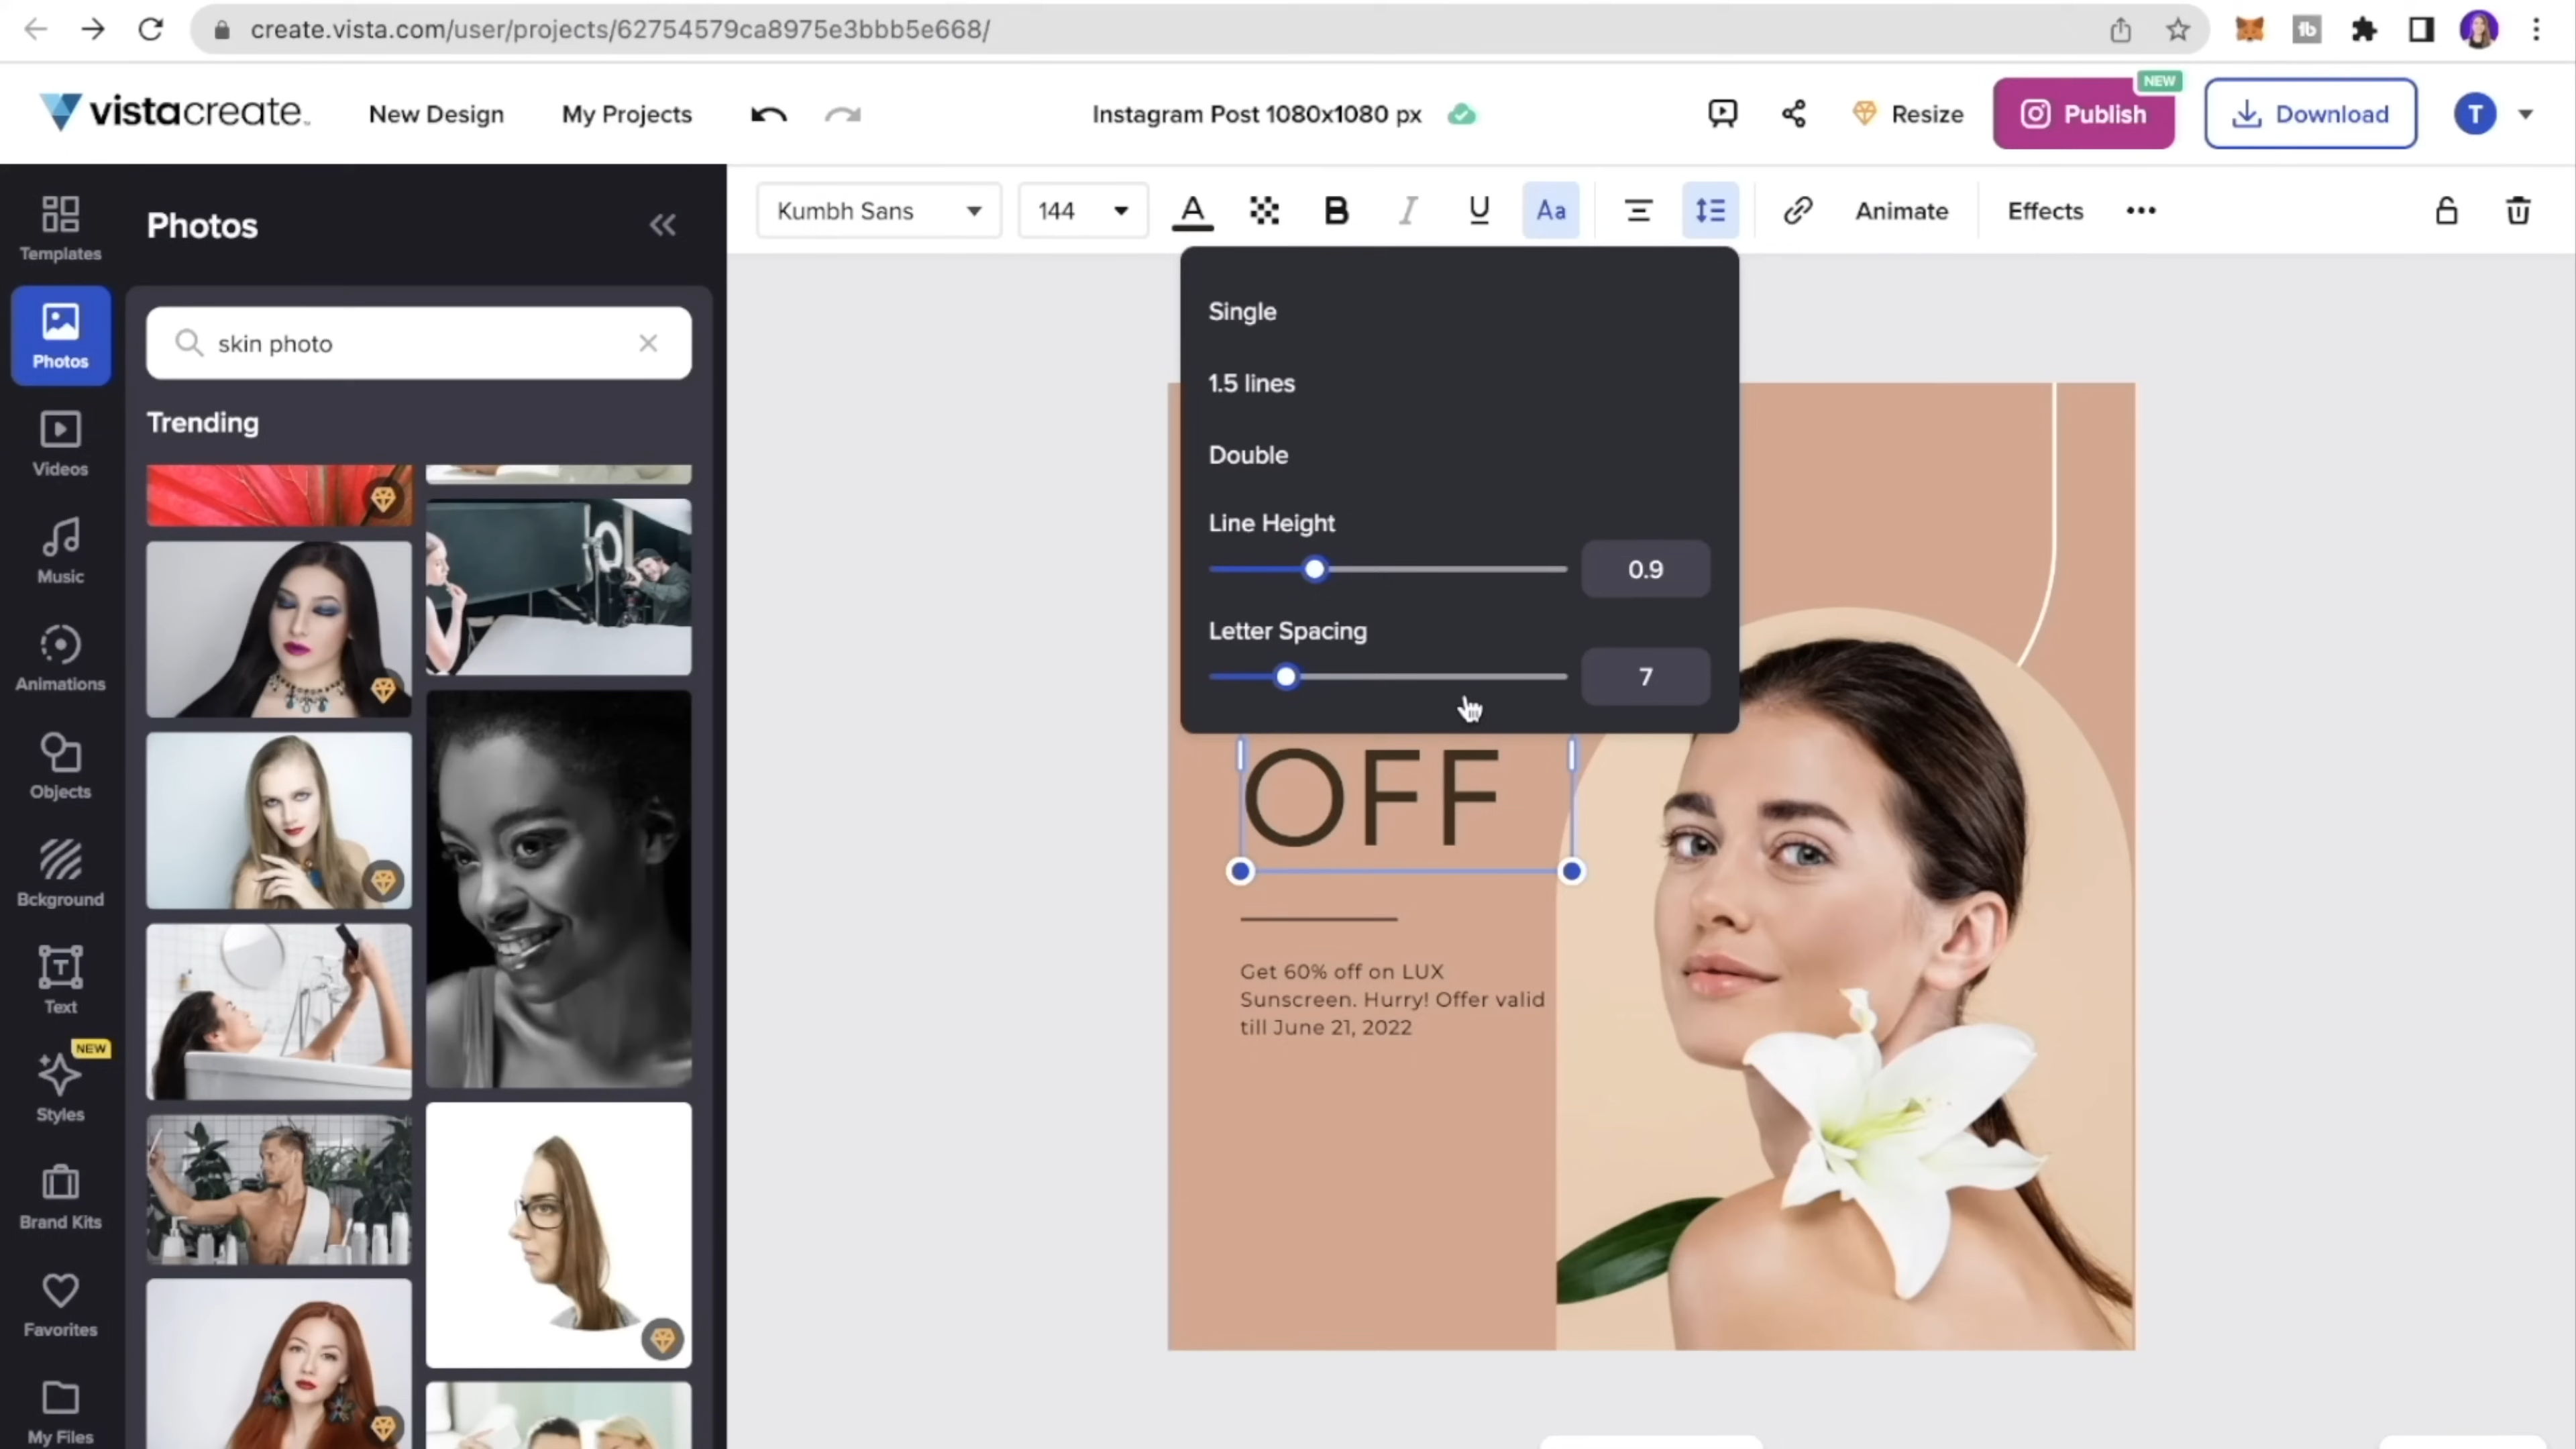 create.vista.com/user/projects/62754579ca8975e3bbb5e668/
tb
vistacreate
New Design
My Projects
Instagram Post 1080x1080 px
Resize
NEW
Publish
Download
T
Templates
Photos
Videos
Music
Animations
Objects
Bckground
Text
NEW
Styles
Brand Kits
Favorites
My Files
Photos
skin photo
Trending
Kumbh Sans
144
A
B
I
U
Aa
Animate
Effects
Single
1.5 lines
Double
Line Height
0.9
Letter Spacing
7
OFF
Get 60% off on LUX
Sunscreen. Hurry! Offer valid
till June 21, 2022